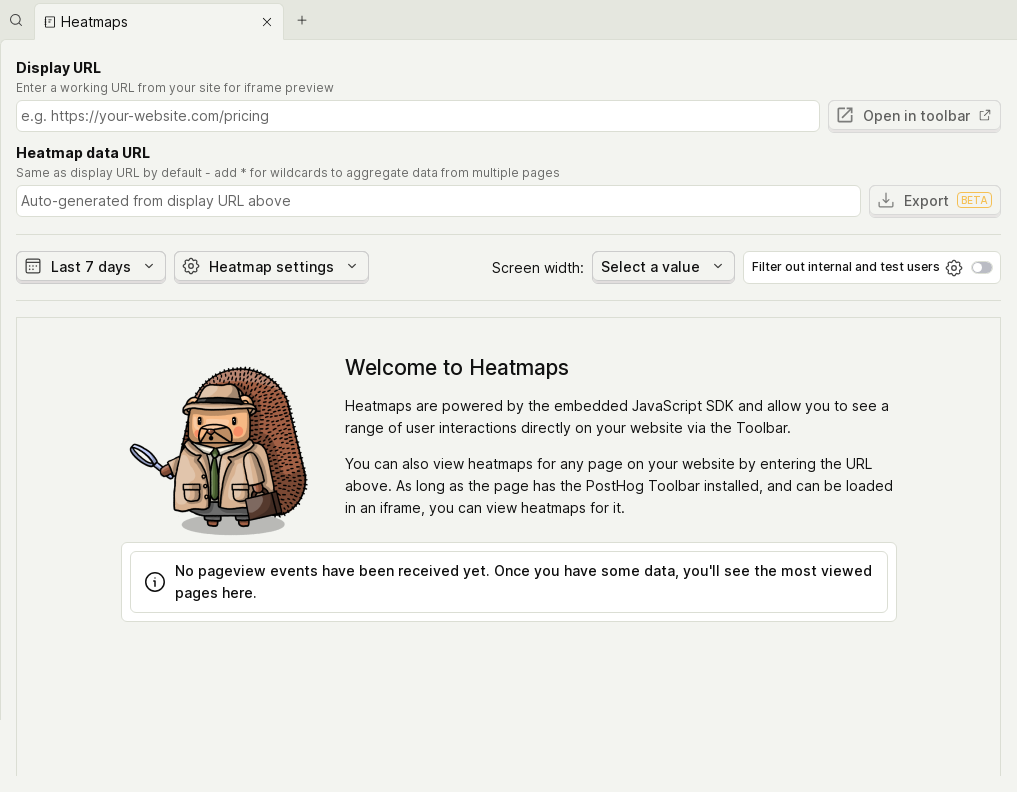 Heatmaps
Display URL
Enter a working URL from your site for iframe preview
e.g. https://your-website.com/pricing
Open in toolbar
Heatmap data URL
Same as display URL by default - add * for wildcards to aggregate data from multiple pages
Auto-generated from display URL above
Export BETA
Last 7 days
Heatmap settings
Screen width:
Select a value
Filter out internal and test users
Welcome to Heatmaps
Heatmaps are powered by the embedded JavaScript SDK and allow you to see a
range of user interactions directly on your website via the Toolbar.
You can also view heatmaps for any page on your website by entering the URL
above. As long as the page has the PostHog Toolbar installed, and can be loaded
in an iframe, you can view heatmaps for it.
No pageview events have been received yet. Once you have some data, you'll see the most viewed
pages here.